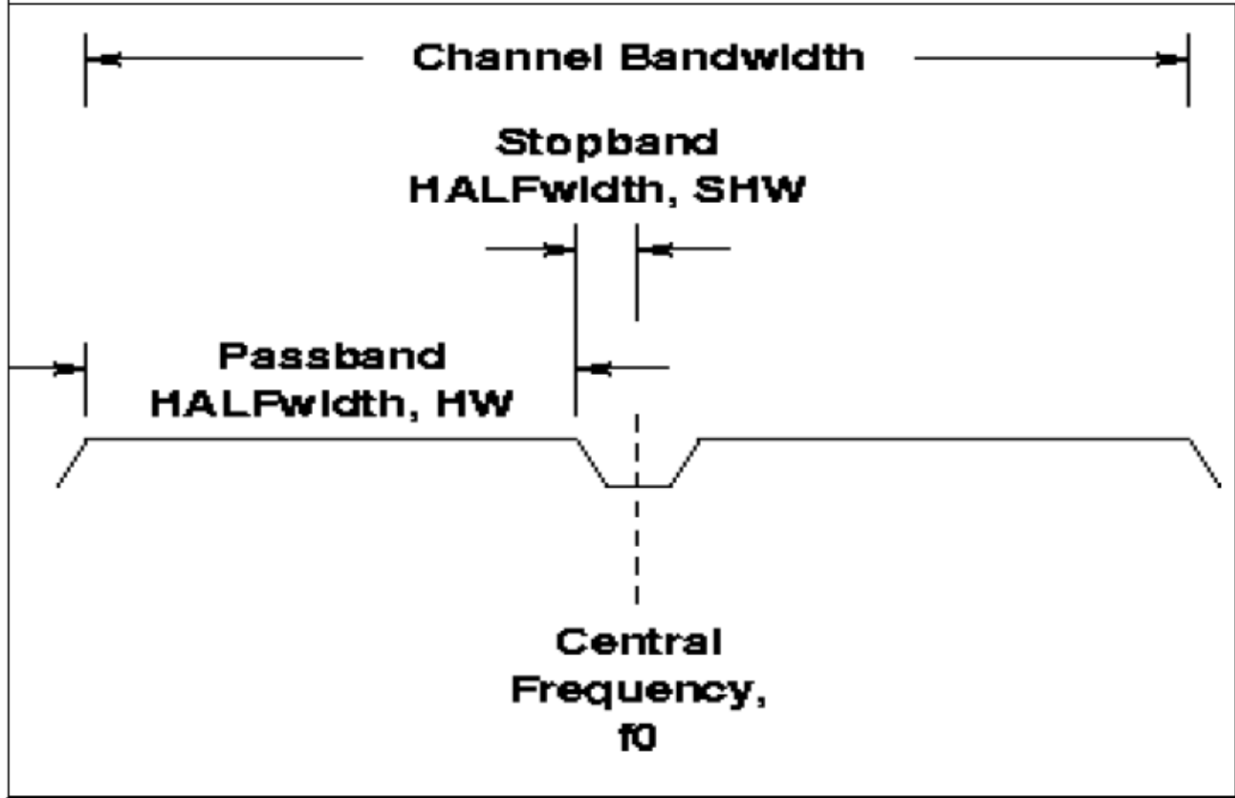 Channel Bandwidth
Stopband
HALFwidth, SHW
Passband
HALFwidth, HW
Central
Frequency,
f0